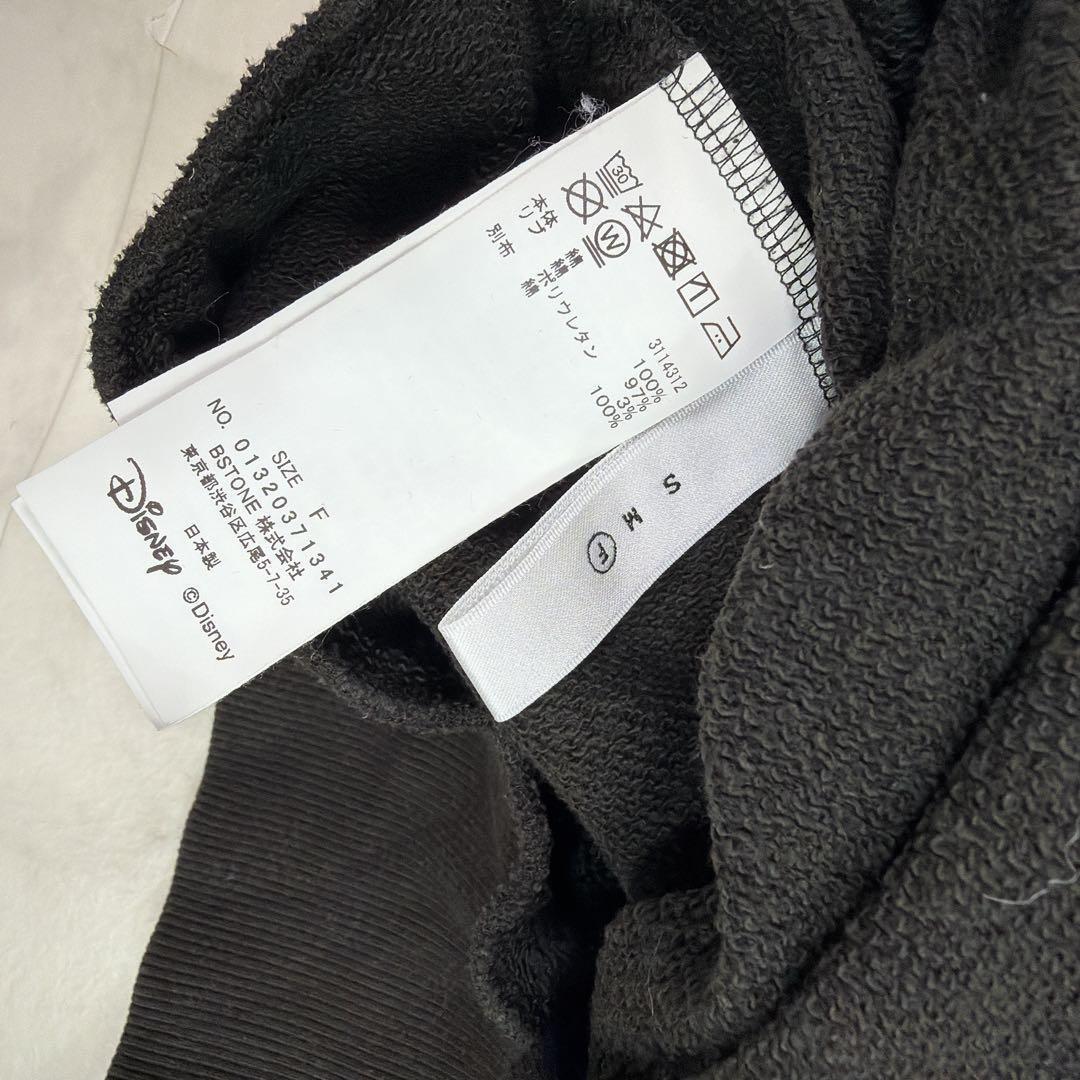 30
W
3114312
本体 綿 100%
リブ 綿 97%
ポリウレタン 3%
別布 綿 100%
SIZE F
NO. 01320371341
BSTONE 株式会社
東京都渋谷区広尾5-7-35
日本製
Disney ©Disney
S M F